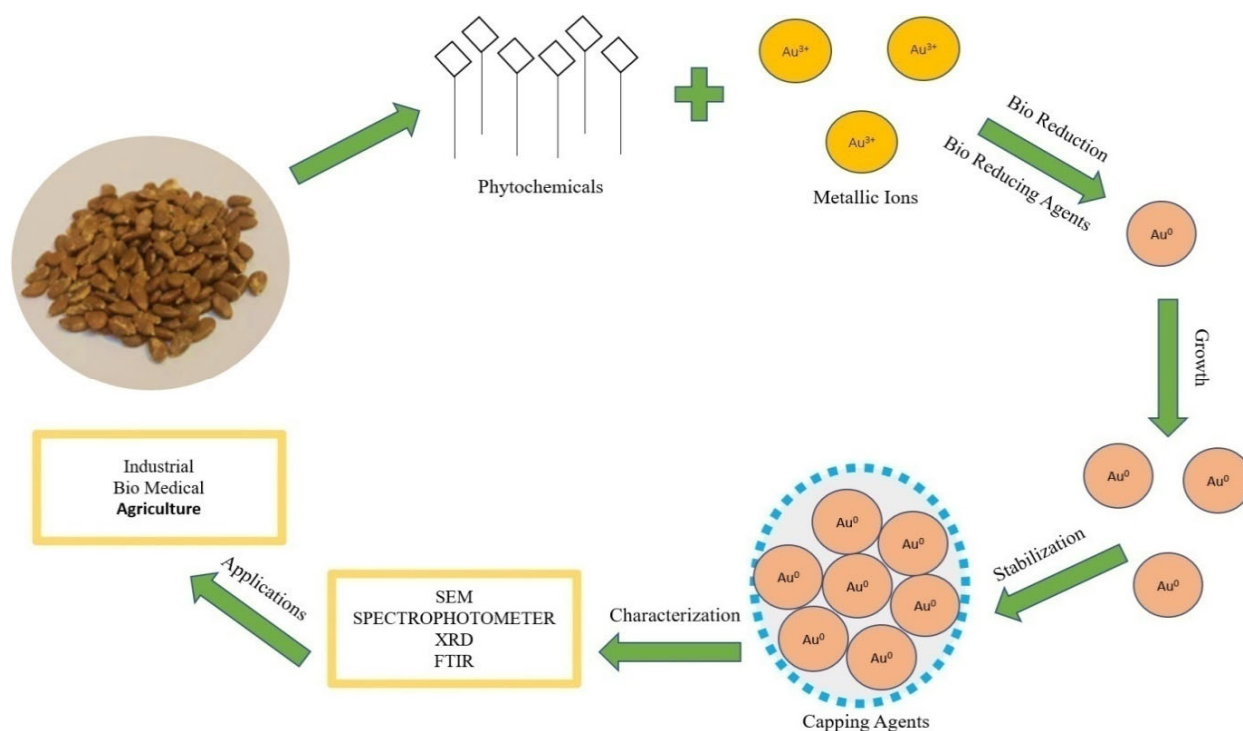 Au³⁺
Au³⁺
Au³⁺
Phytochemicals
Metallic Ions
Bio Reduction
Bio Reducing Agents
Au⁰
Growth
Au⁰
Au⁰
Au⁰
Stabilization
Au⁰
Au⁰
Au⁰
Au⁰
Au⁰
Au⁰
Au⁰
Capping Agents
Characterization
SEM
SPECTROPHOTOMETER
XRD
FTIR
Applications
Industrial
Bio Medical
Agriculture